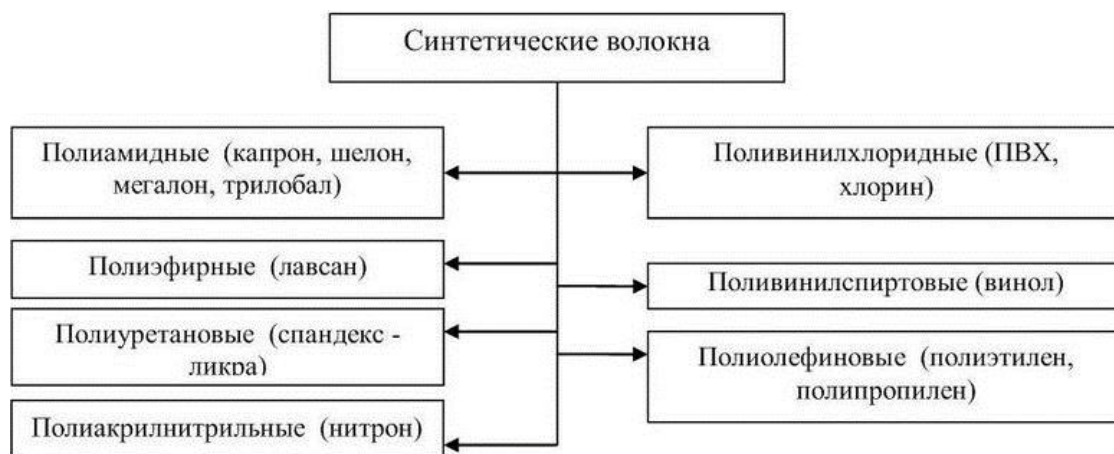 Синтетические волокна
Полиамидные (капрон, шелон,
мегалон, трилобал)
Полиэфирные (лавсан)
Полиуретановые (спандекс -
ликра)
Полиакрилнитрильные (нитрон)
Поливинилхлоридные (ПВХ,
хлорин)
Поливинилспиртовые (винол)
Полиолефиновые (полиэтилен,
полипропилен)